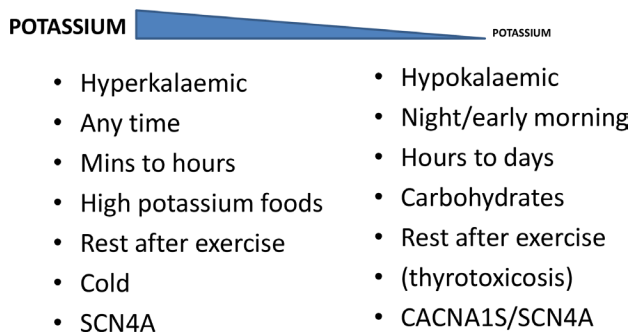 POTASSIUM POTASSIUM
• Hyperkalaemic
• Any time
• Mins to hours
• High potassium foods
• Rest after exercise
• Cold
• SCN4A
• Hypokalaemic
• Night/early morning
• Hours to days
• Carbohydrates
• Rest after exercise
• (thyrotoxicosis)
• CACNA1S/SCN4A